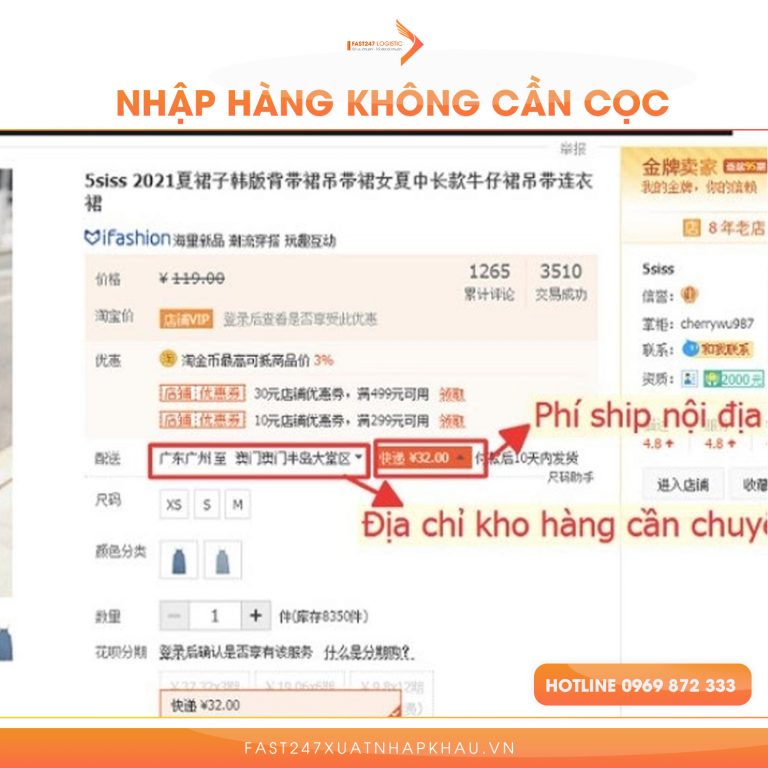 FAST247 LOGISTIC
NHẬP HÀNG KHÔNG CẦN CỌC
举报
5siss 2021夏裙子韩版背带裙吊带裙女夏中长款牛仔裙吊带连衣
裙
iFashion 海量新品 潮流穿搭 玩趣互动
价格 ¥ 119.00
1265 3510
累计评论 交易成功
淘宝价 店铺VIP 登录后查看是否享受此优惠
优惠 淘金币最高可抵商品价 3%
店铺优惠券 30元店铺优惠券，满499元可用 领取
店铺优惠券 10元店铺优惠券，满299元可用 领取
Phí ship nội địa
配送 广东广州 至 澳门澳门半岛大堂区 快递 ¥32.00 付款后10天内发货
尺码助手
尺码 XS S M
Địa chỉ kho hàng cần chuyể
颜色分类
数量 − 1 + 件(库存8350件)
花呗分期 登录后确认是否享有该服务 什么是分期购?
快递 ¥32.00
金牌卖家
我的金牌，你的信赖
店 8 年老店
5siss
信誉：
掌柜： cherrywu987
联系： 和我联系
资质： 2000元
4.8 4.8
进入店铺 收藏
HOTLINE 0969 872 333
FAST247XUATNHAPKHAU.VN